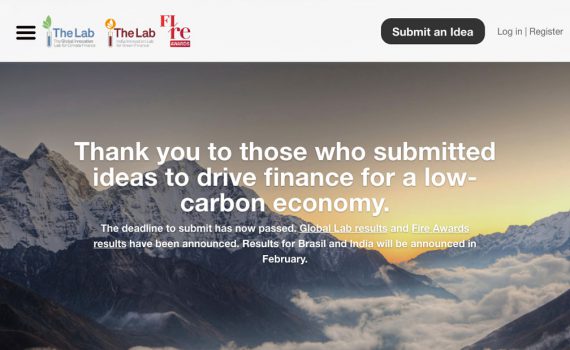 The Lab
The Global Innovation
Lab for Climate Finance
The Lab
India Innovation Lab
for Green Finance
FIre
AWARDS
Submit an Idea
Log in | Register
Thank you to those who submitted
ideas to drive finance for a low-
carbon economy.
The deadline to submit has now passed. Global Lab results and Fire Awards
results have been announced. Results for Brasil and India will be announced in
February.